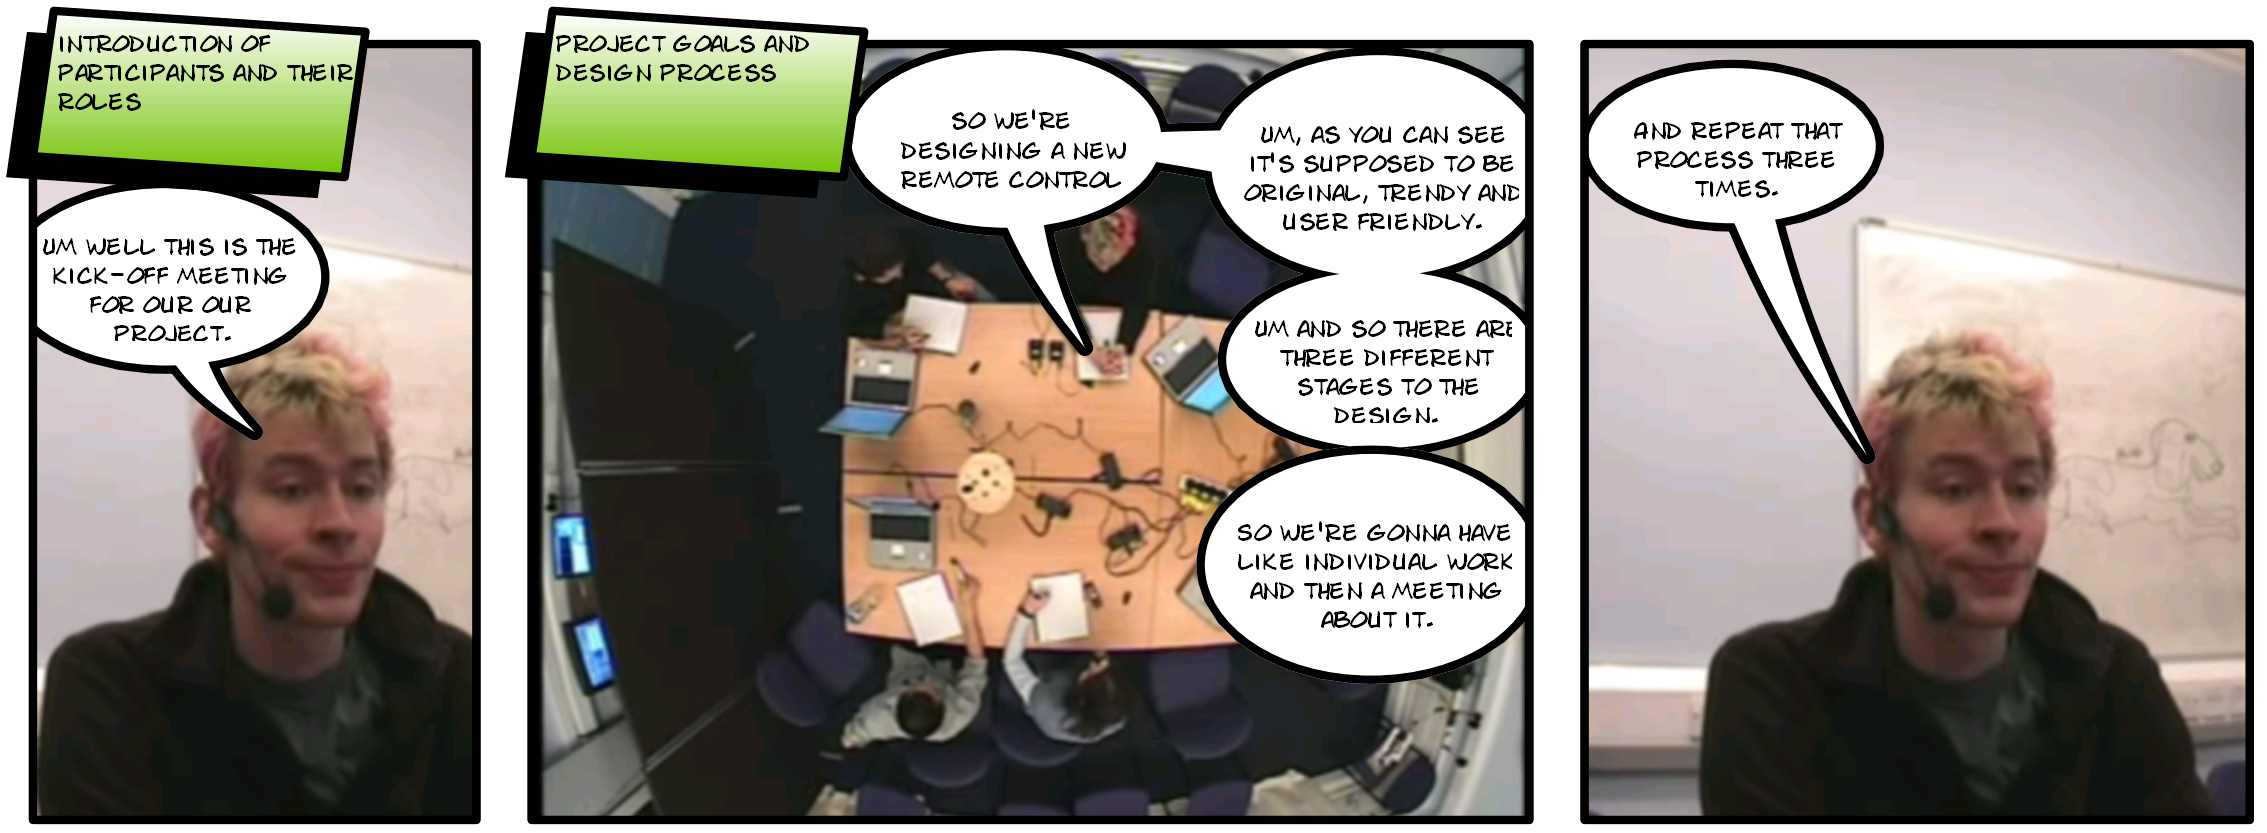 INTRODUCTION OF
PARTICIPANTS AND THEIR
ROLES
UM WELL THIS IS THE
KICK-OFF MEETING
FOR OUR OUR
PROJECT.
PROJECT GOALS AND
DESIGN PROCESS
SO WE'RE
DESIGNING A NEW
REMOTE CONTROL
UM, AS YOU CAN SEE
IT'S SUPPOSED TO BE
ORIGINAL, TRENDY AND
USER FRIENDLY.
UM AND SO THERE ARE
THREE DIFFERENT
STAGES TO THE
DESIGN.
SO WE'RE GONNA HAVE
LIKE INDIVIDUAL WORK
AND THEN A MEETING
ABOUT IT.
AND REPEAT THAT
PROCESS THREE
TIMES.